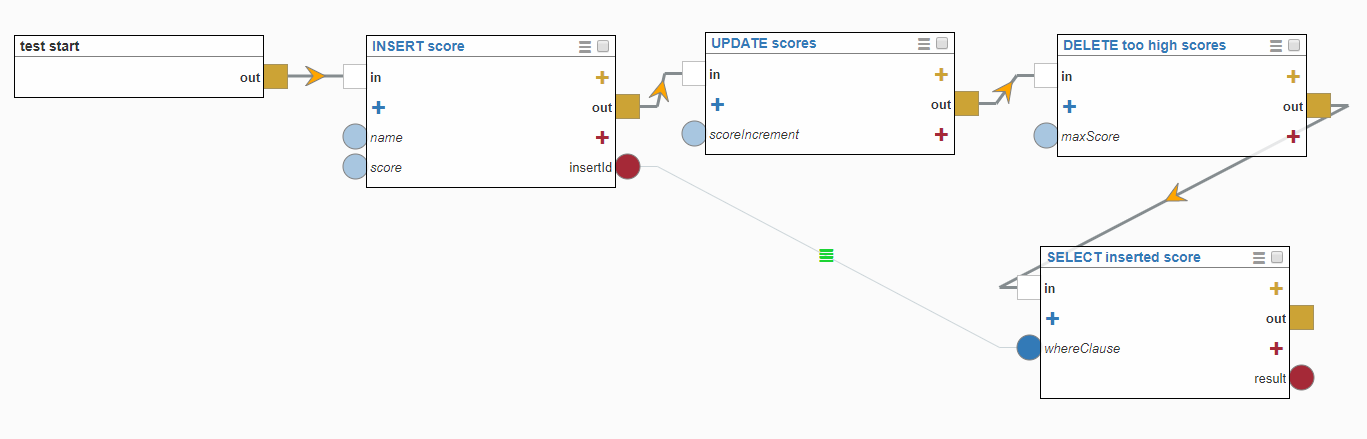 test start
out
INSERT score
in
out
name
score
insertId
UPDATE scores
in
out
scoreIncrement
DELETE too high scores
in
out
maxScore
SELECT inserted score
in
out
whereClause
result